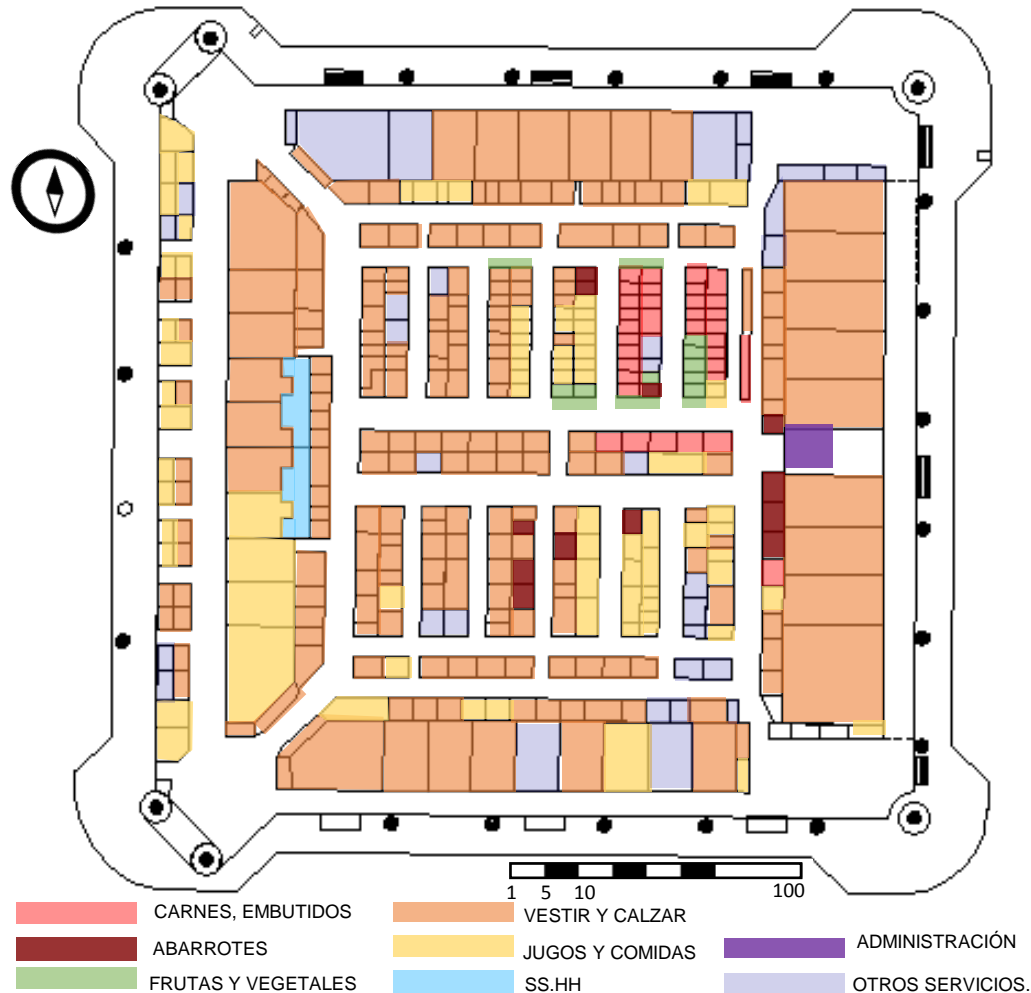 1 5 10 100
CARNES, EMBUTIDOS
VESTIR Y CALZAR
ABARROTES
JUGOS Y COMIDAS
ADMINISTRACIÓN
FRUTAS Y VEGETALES
SS.HH
OTROS SERVICIOS.